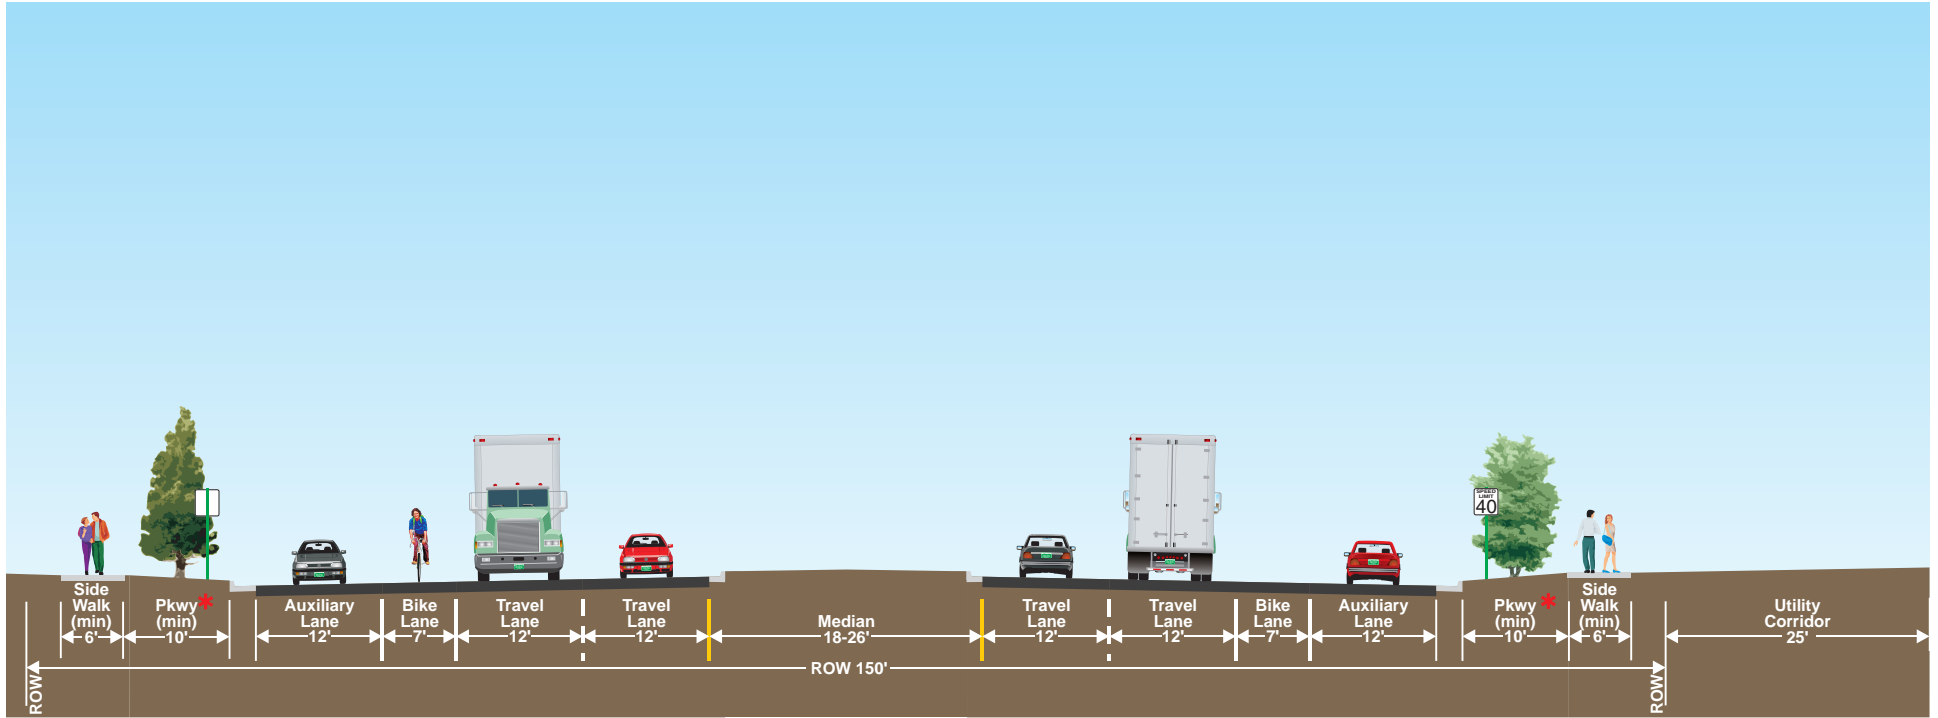 SPEED
LIMIT
40
Side
Walk
(min)
6'
Pkwy*
(min)
10'
Auxiliary
Lane
12'
Bike
Lane
7'
Travel
Lane
12'
Travel
Lane
12'
Median
18-26'
Travel
Lane
12'
Travel
Lane
12'
Bike
Lane
7'
Auxiliary
Lane
12'
Pkwy*
(min)
10'
Side
Walk
(min)
6'
Utility
Corridor
25'
ROW
ROW 150'
ROW